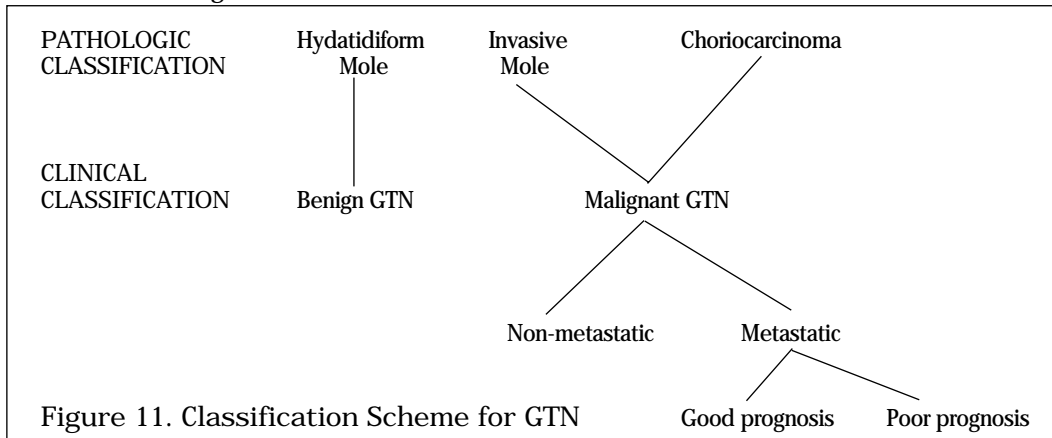 PATHOLOGIC Hydatidiform Invasive Choriocarcinoma
CLASSIFICATION Mole Mole
CLINICAL
CLASSIFICATION Benign GTN Malignant GTN
Non-metastatic Metastatic
Figure 11. Classification Scheme for GTN Good prognosis Poor prognosis